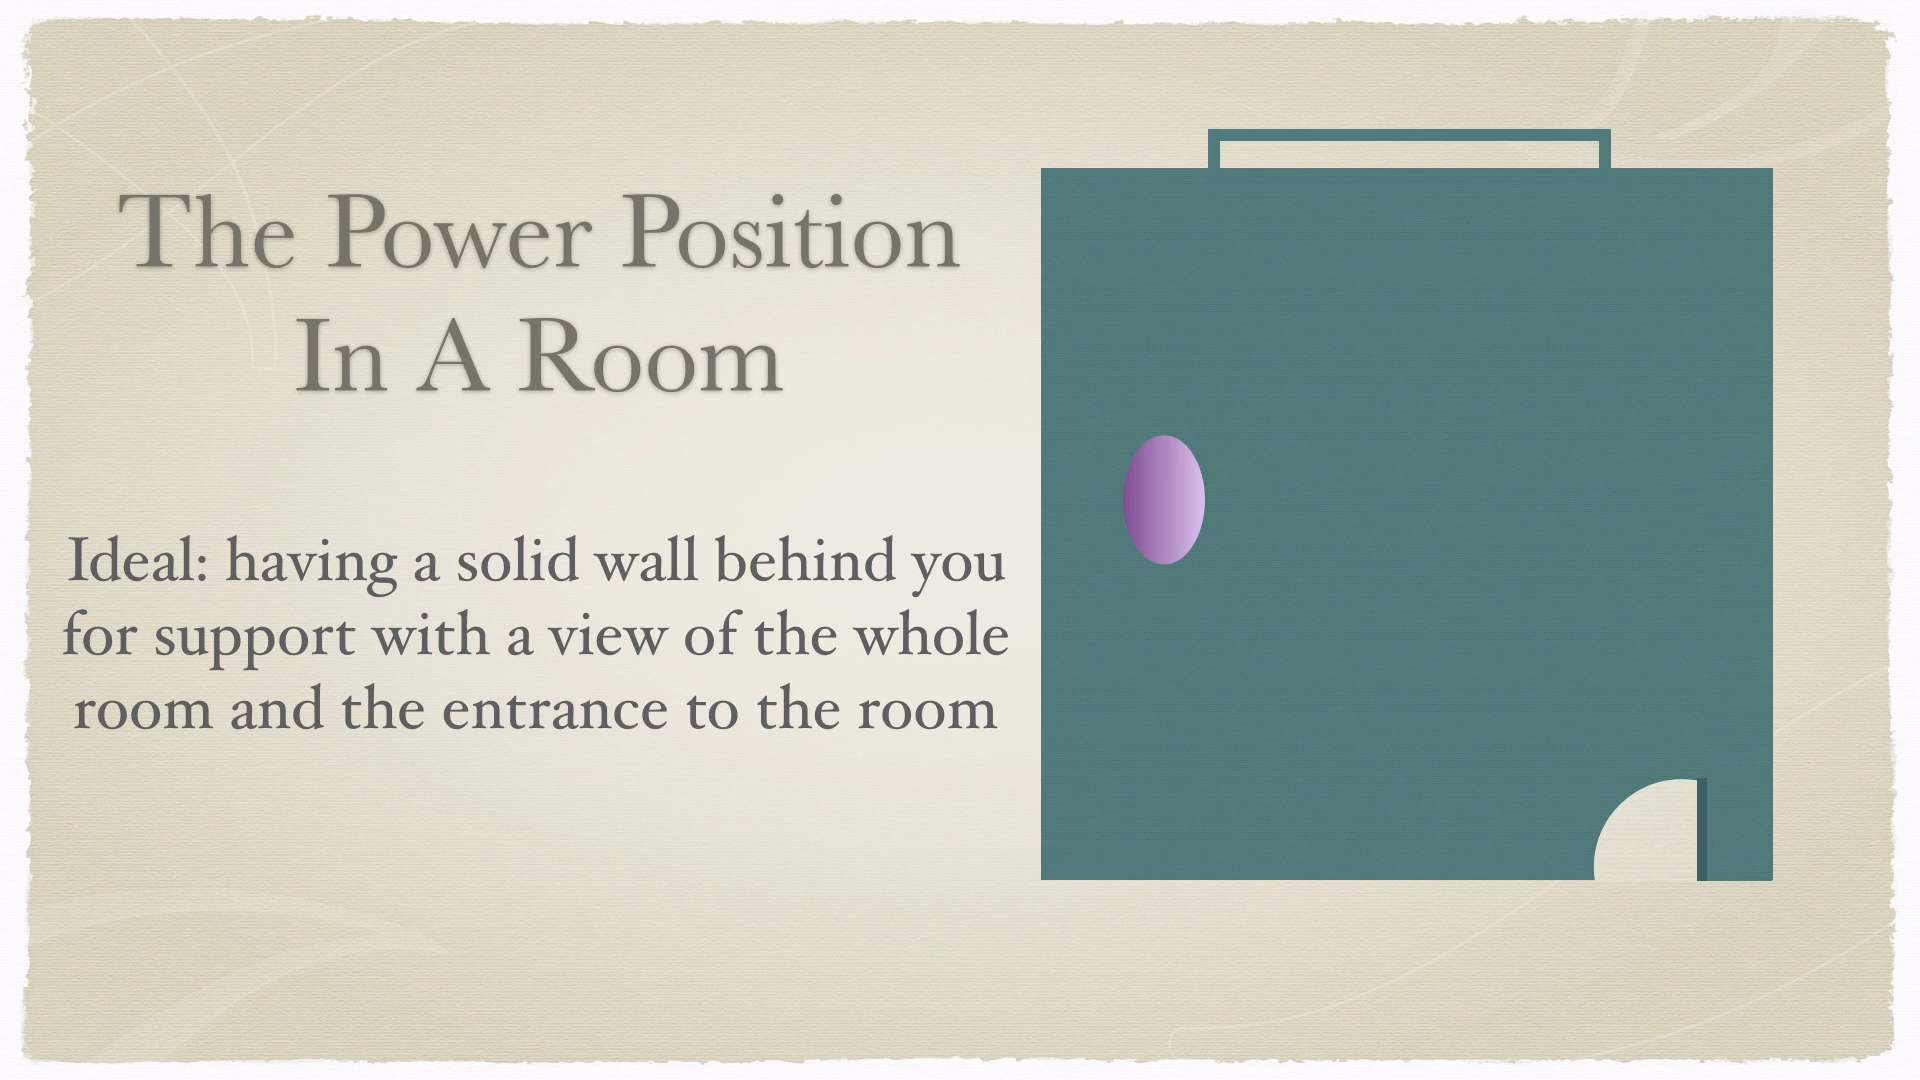 The Power Position
In A Room
Ideal: having a solid wall behind you
for support with a view of the whole
room and the entrance to the room